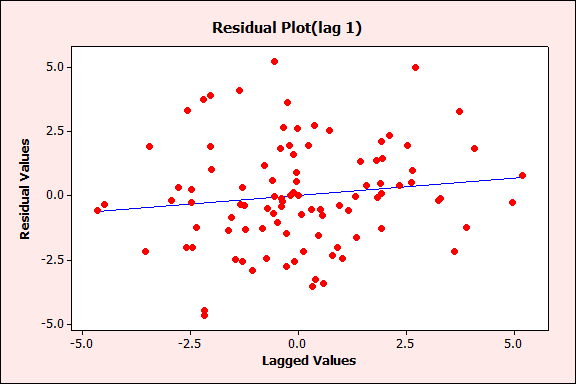 Residual Plot(lag 1)
Residual Values
5.0
2.5
0.0
-2.5
-5.0
-5.0 -2.5 0.0 2.5 5.0
Lagged Values